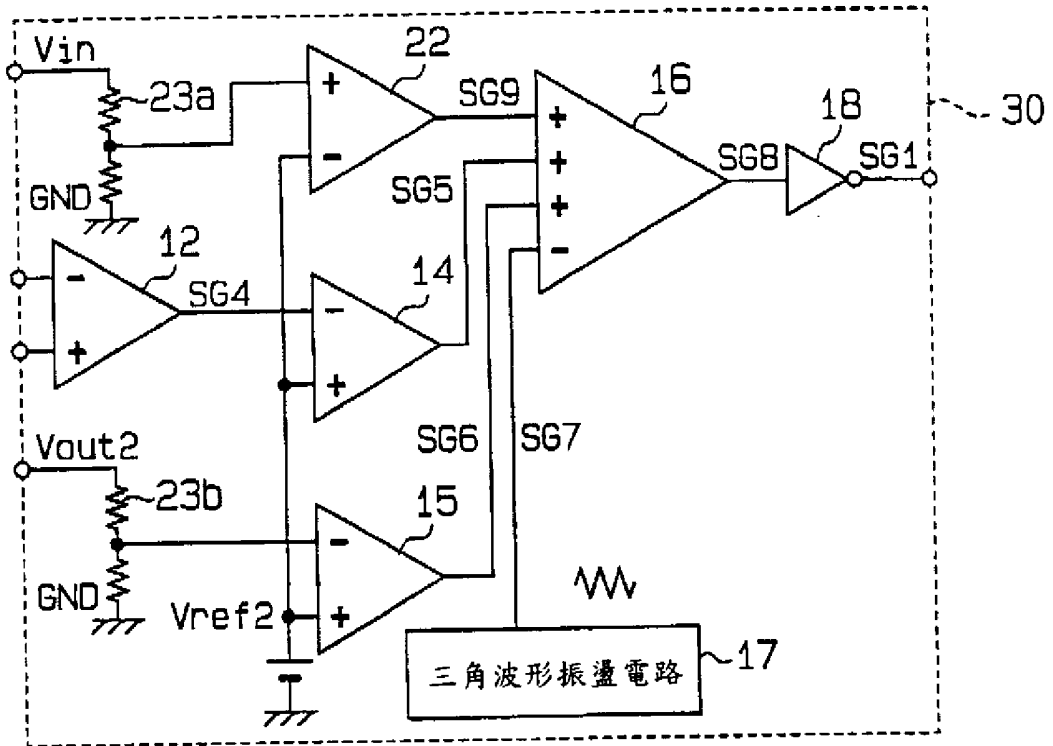 Vin
23a
GND
22
SG9
16
18
30
SG8
SG1
SG5
12
SG4
14
Vout2
23b
GND
SG6
SG7
15
Vref2
三角波形振盪電路
17
+
-
+
+
+
-
-
+
-
+
-
+